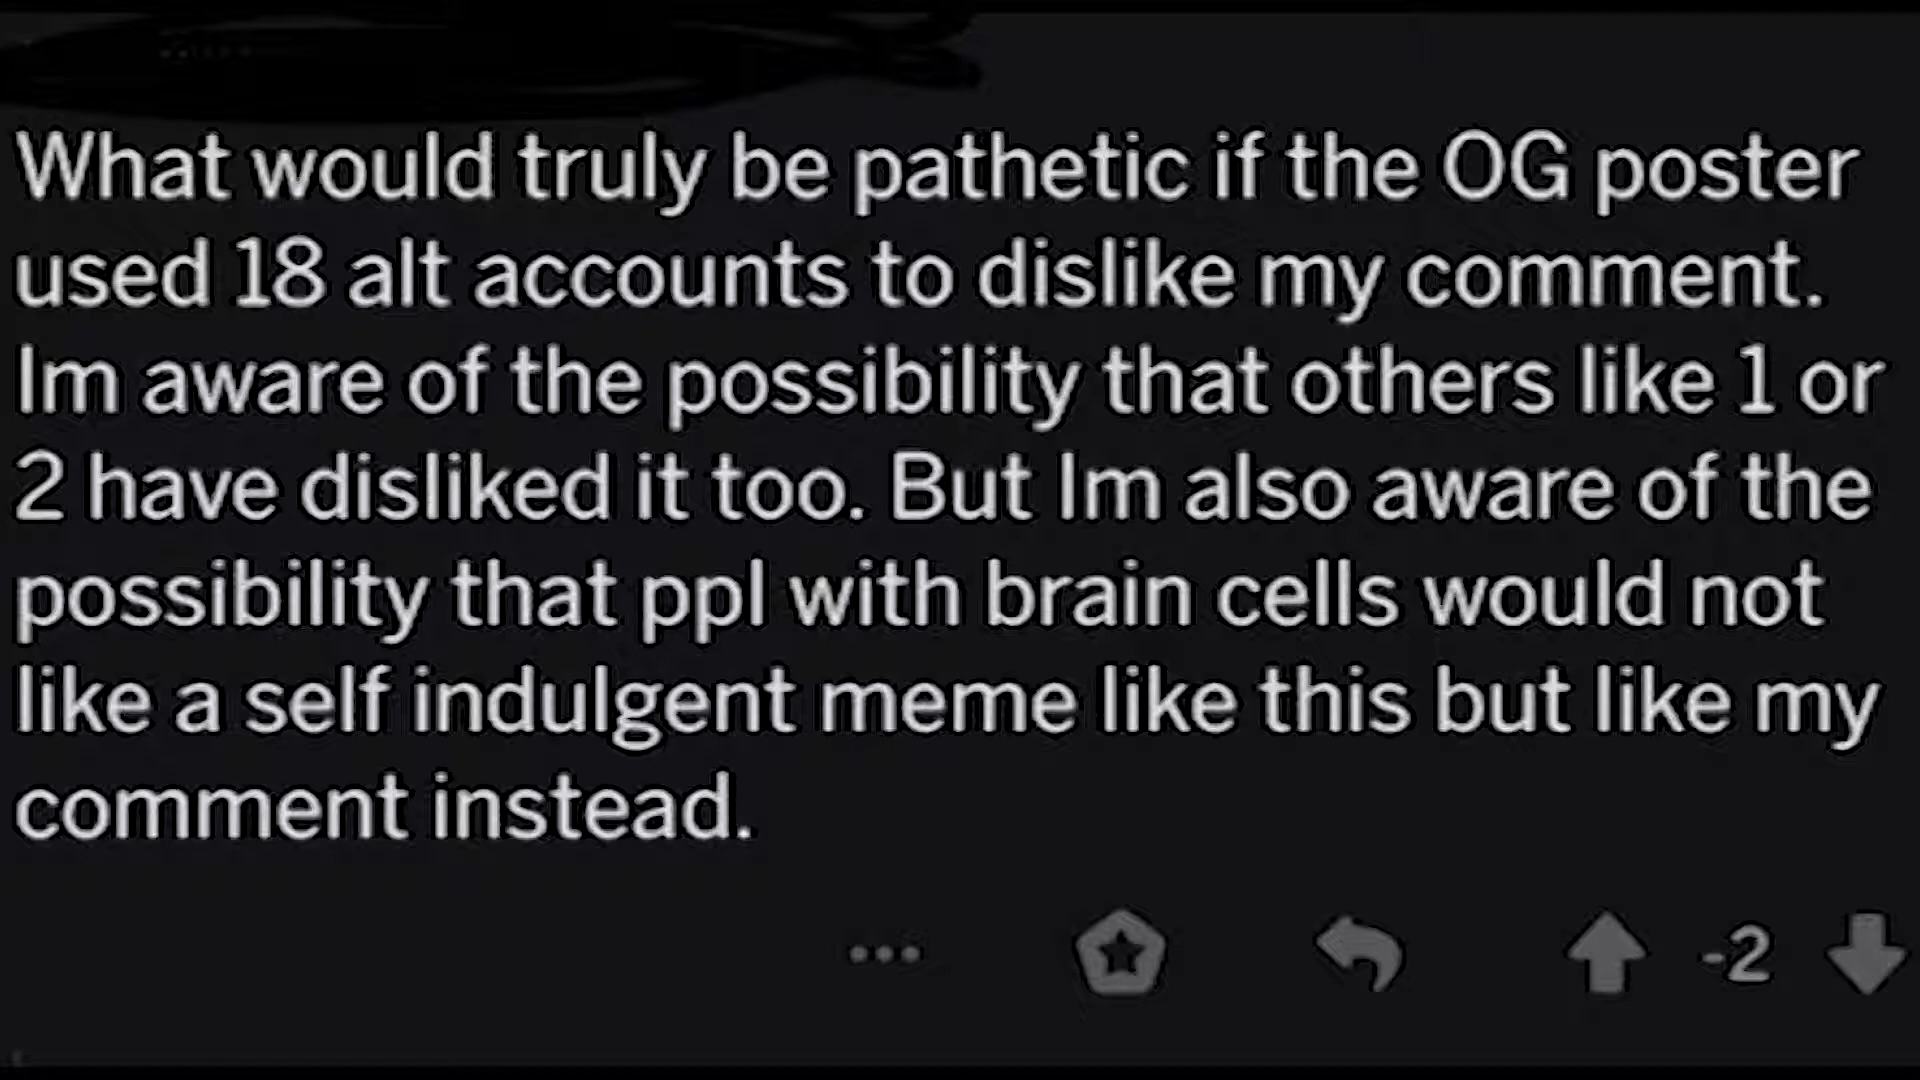 What would truly be pathetic if the OG poster
used 18 alt accounts to dislike my comment.
Im aware of the possibility that others like 1 or
2 have disliked it too. But Im also aware of the
possibility that ppl with brain cells would not
like a self indulgent meme like this but like my
comment instead.
-2